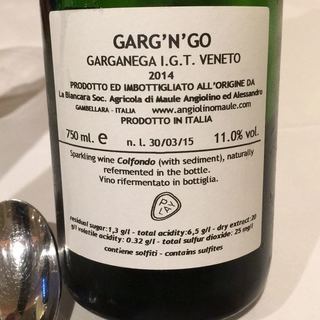 GARG'N'GO
GARGANEGA I.G.T. VENETO
2014
PRODOTTO ED IMBOTTIGLIATO ALL'ORIGINE DA
La Biancara Soc. Agricola di Maule Angiolino ed Alessandro
GAMBELLARA - ITALIA www.angiolinomaule.com
PRODOTTO IN ITALIA
750 ml. e n. l. 30/03/15 11.0% vol.
Sparkling wine Colfondo (with sediment), naturally
refermented in the bottle.
Vino rifermentato in bottiglia.
residual sugar:1,3 g/l - total acidity:6,5 g/l - dry extract:20
g/l volatile acidity: 0.32 g/l - total sulfur dioxide: 25 mg/l
contiene solfiti - contains sulfites